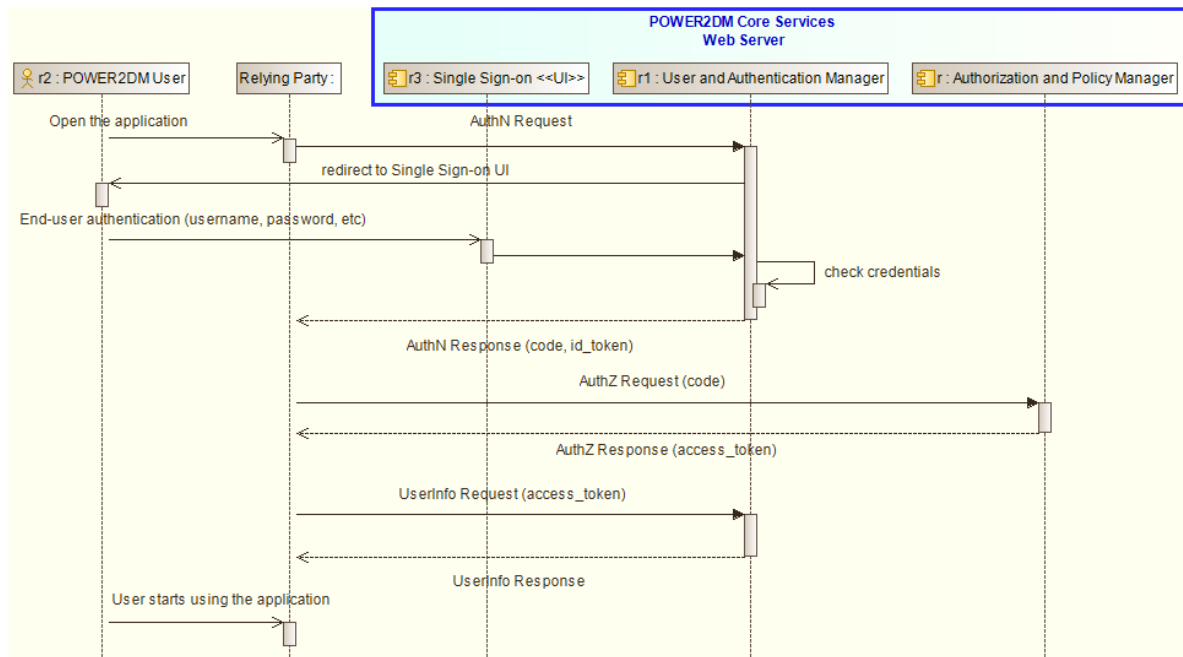 POWER2DM Core Services
Web Server
r2 : POWER2DM User
Relying Party :
r3 : Single Sign-on <<UI>>
r1 : User and Authentication Manager
r : Authorization and Policy Manager
Open the application
AuthN Request
redirect to Single Sign-on UI
End-user authentication (username, password, etc)
check credentials
AuthN Response (code, id_token)
AuthZ Request (code)
AuthZ Response (access_token)
UserInfo Request (access_token)
UserInfo Response
User starts using the application